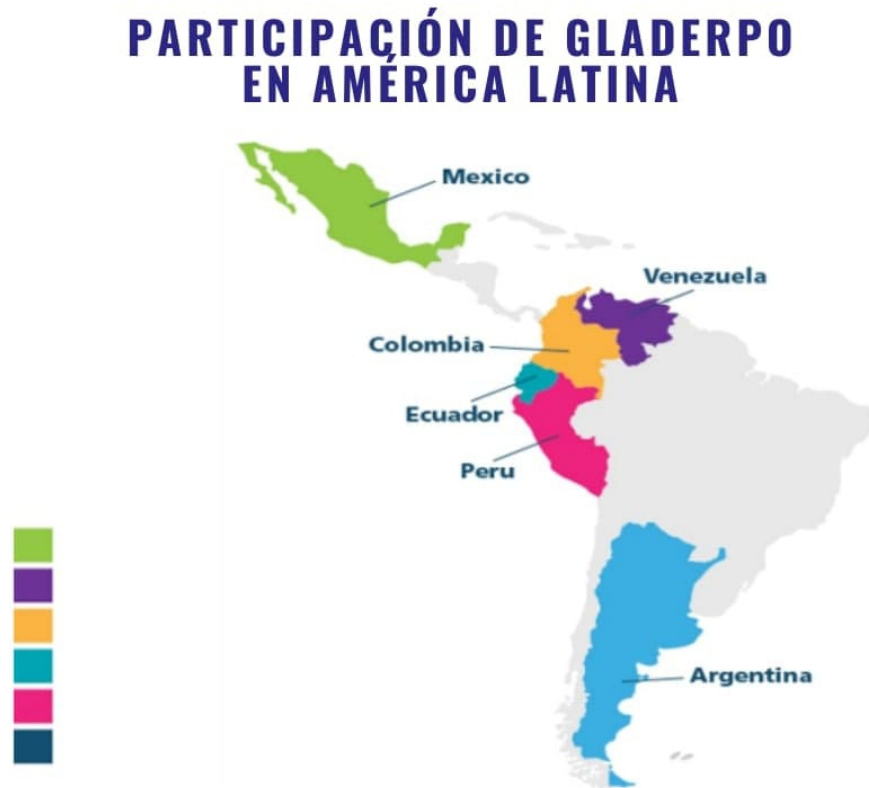 PARTICIPACIÓN DE GLADERPO
EN AMÉRICA LATINA
Mexico
Venezuela
Colombia
Ecuador
Peru
Argentina